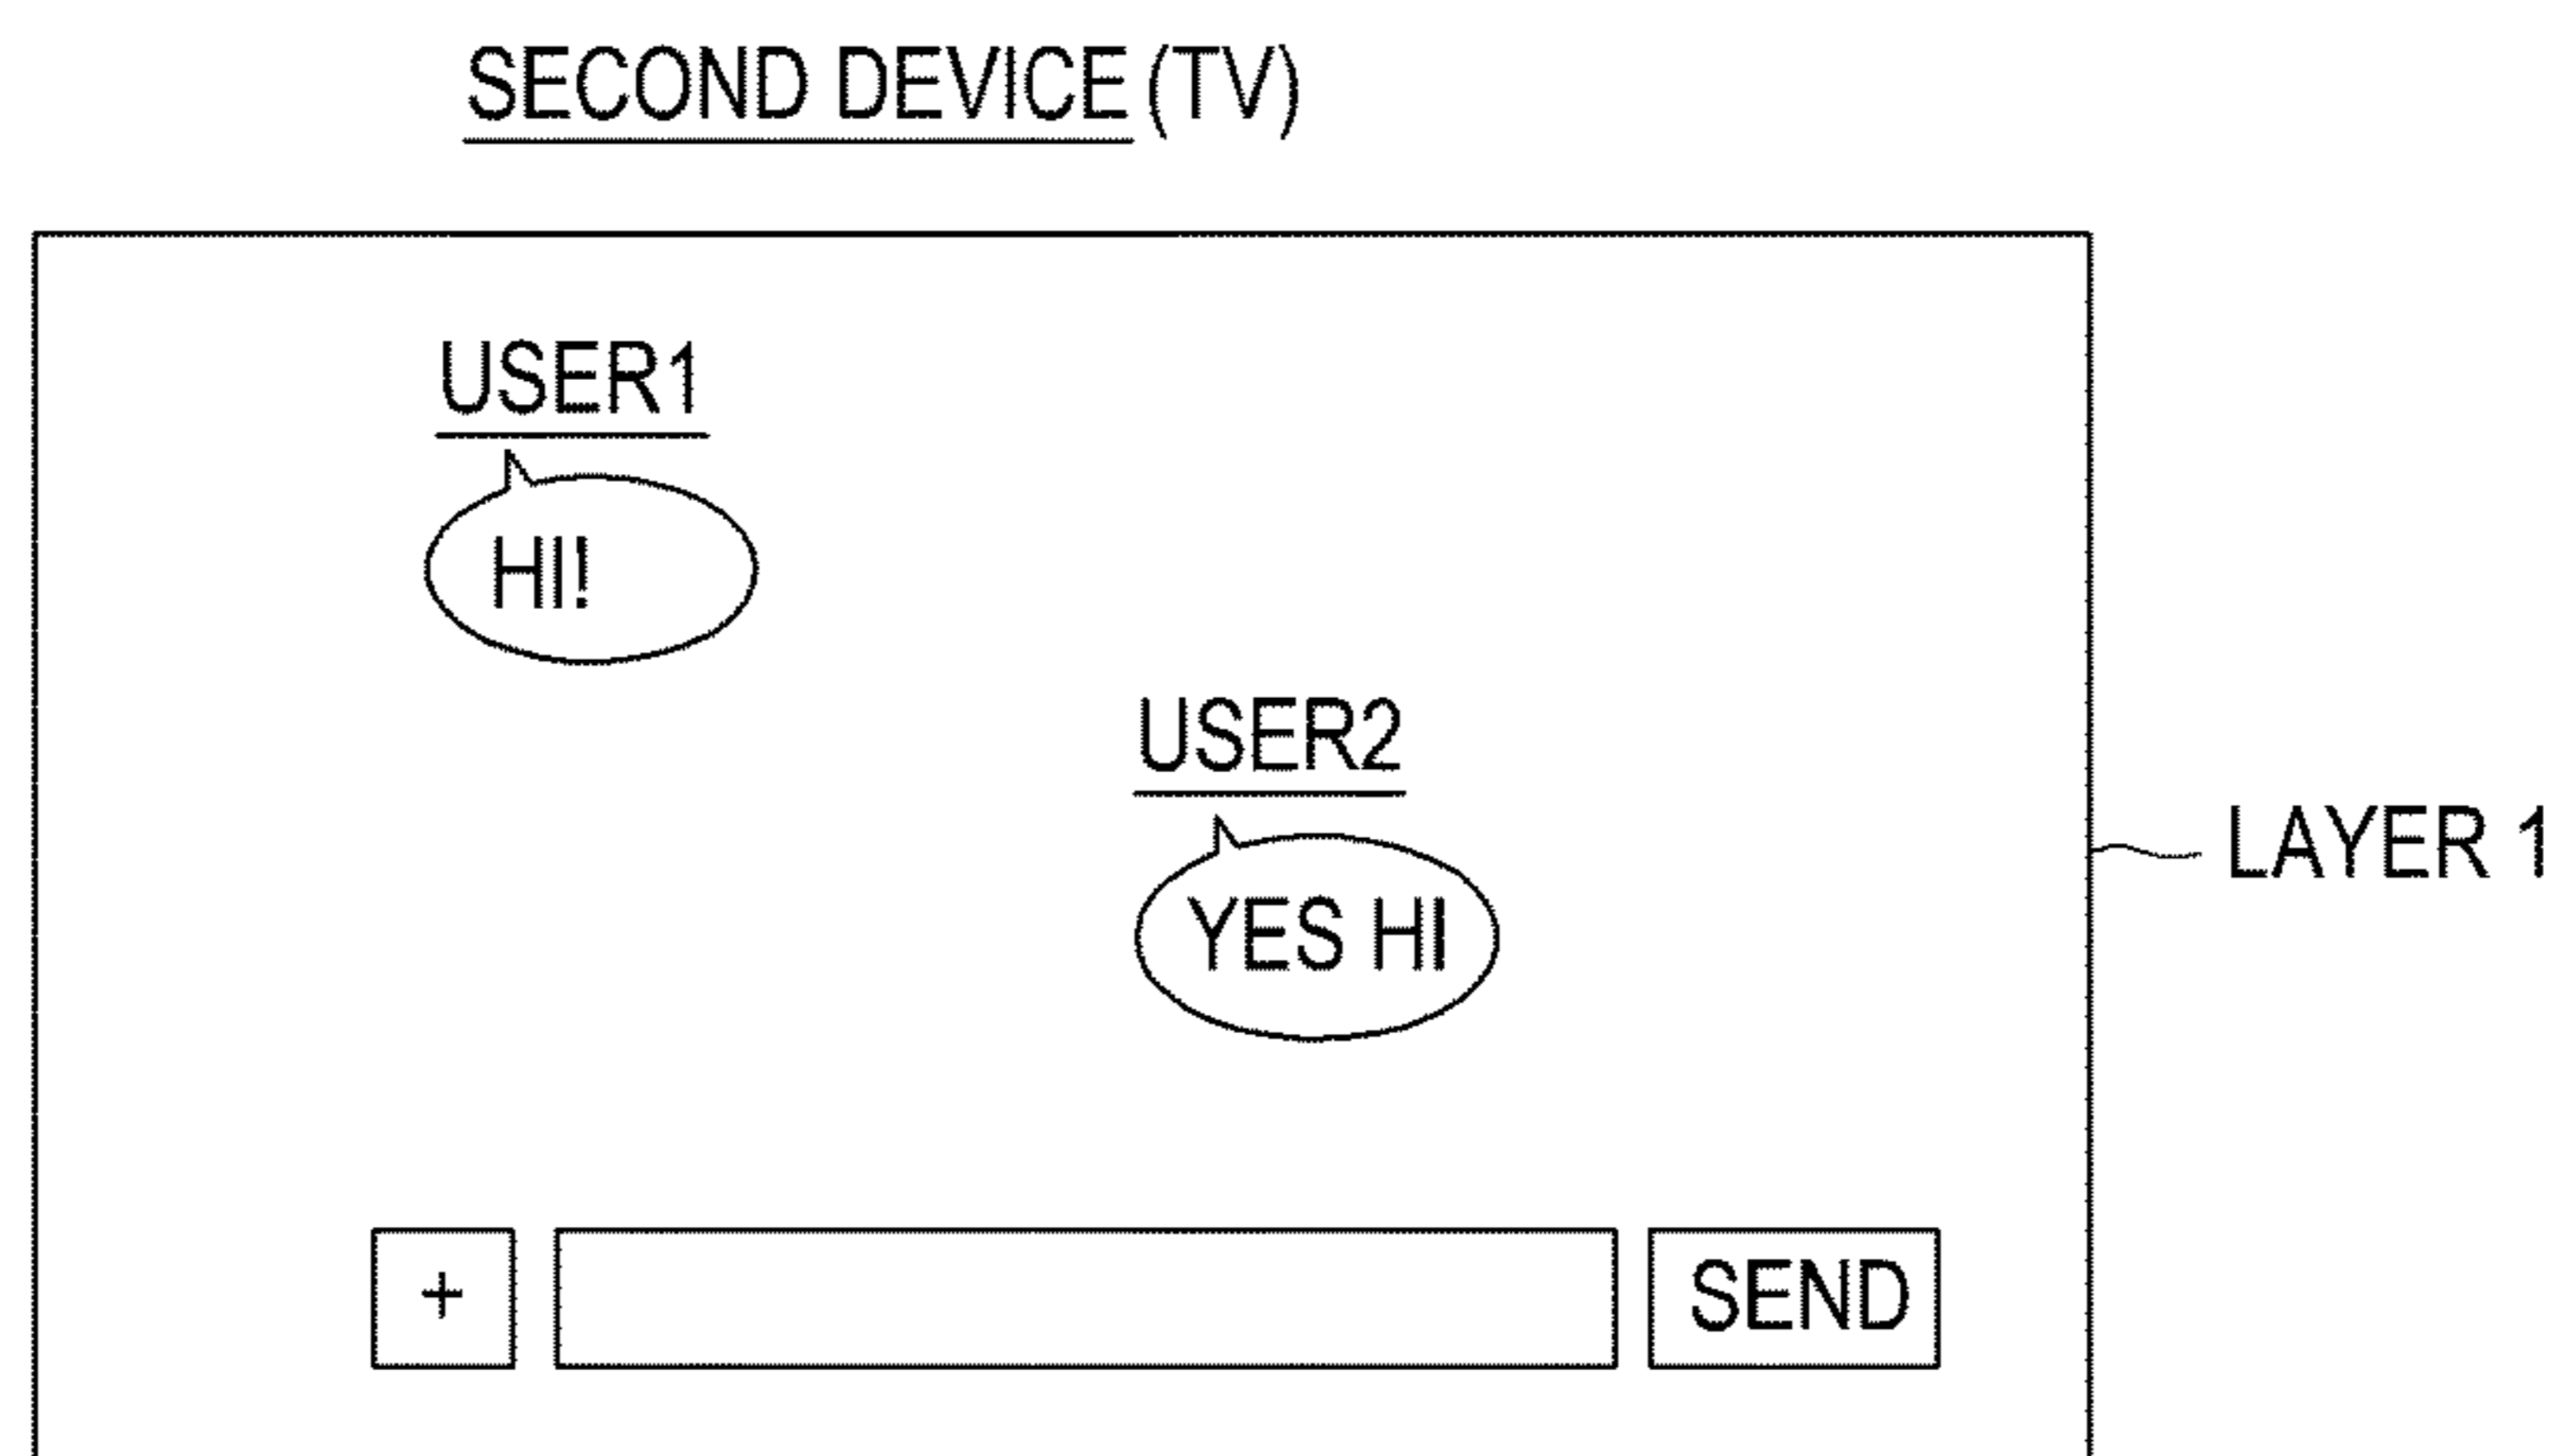 SECOND DEVICE (TV)
USER1
HI!
USER2
YES HI
LAYER 1
+
SEND